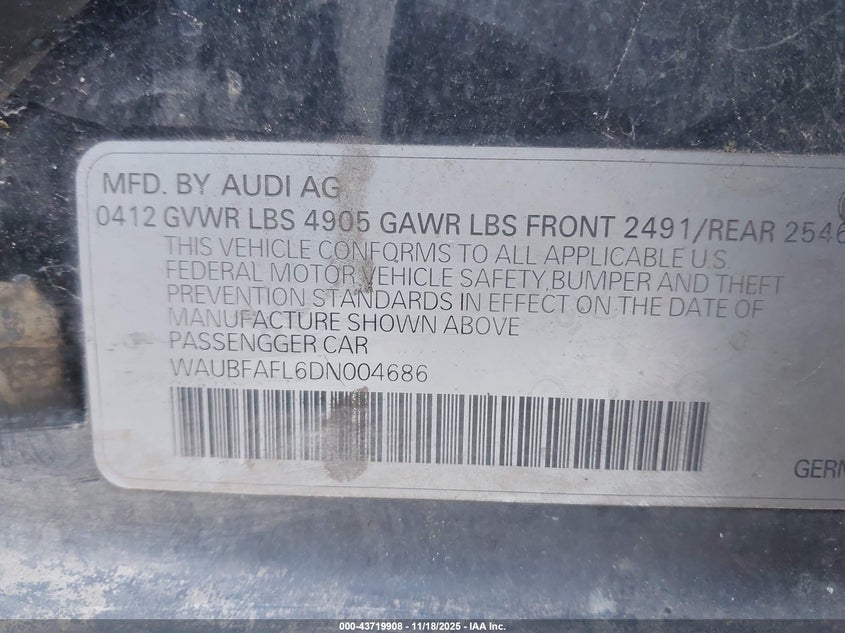 MFD. BY AUDI AG
0412 GVWR LBS 4905 GAWR LBS FRONT 2491/REAR 2546
THIS VEHICLE CONFORMS TO ALL APPLICABLE U.S.
FEDERAL MOTOR VEHICLE SAFETY, BUMPER AND THEFT
PREVENTION STANDARDS IN EFFECT ON THE DATE OF
MANUFACTURE SHOWN ABOVE
PASSENGGER CAR
WAUBFAFL6DN004686
GERN
000-43719908 - 11/18/2025 - IAA Inc.